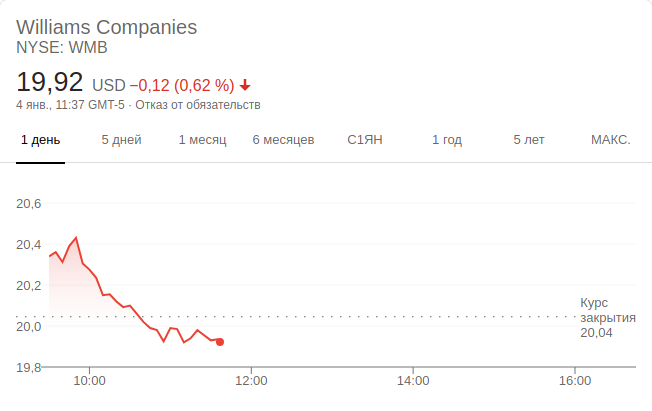 Williams Companies
NYSE: WMB
19,92 USD −0,12 (0,62 %)
4 янв., 11:37 GMT-5 · Отказ от обязательств
1 день 5 дней 1 месяц 6 месяцев С1ЯН 1 год 5 лет МАКС.
20,6
20,4
20,2
20,0
19,8
Курс
закрытия
20,04
10:00 12:00 14:00 16:00